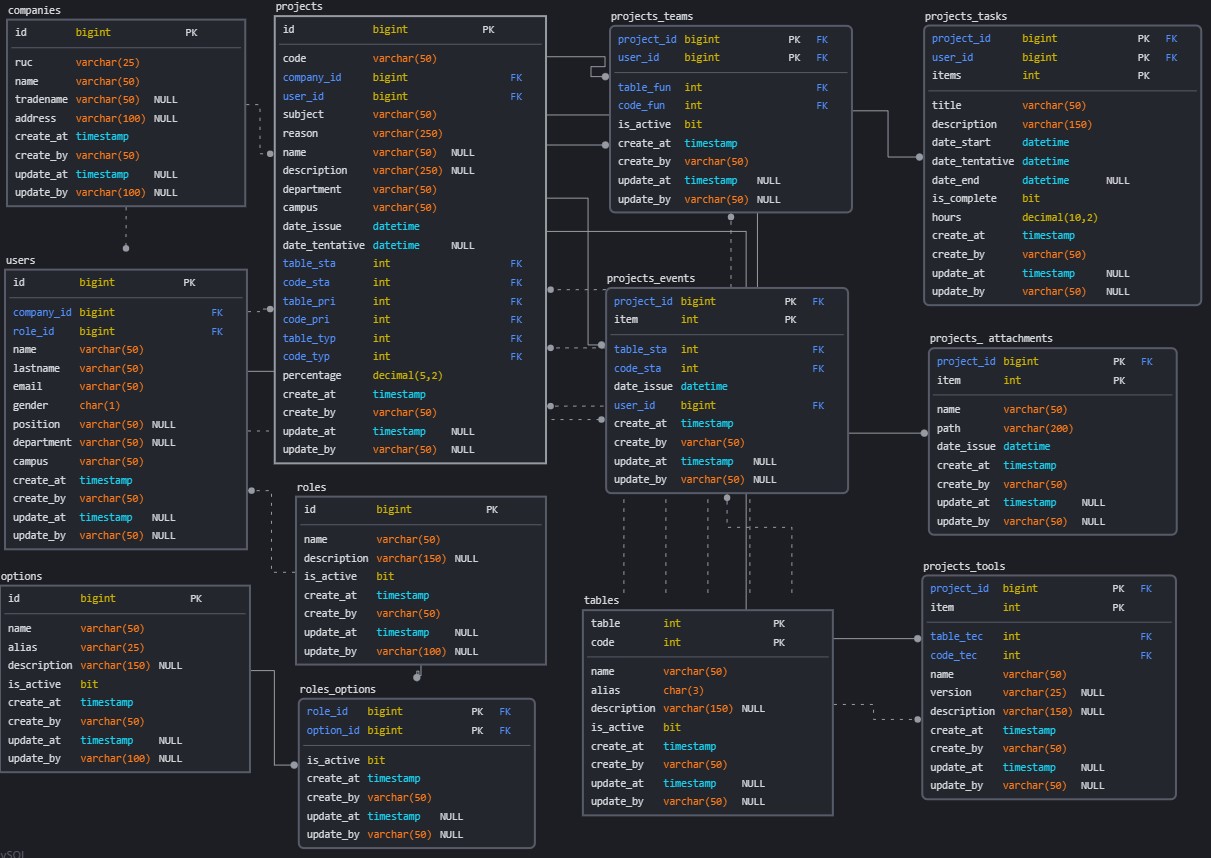 companies
id bigint PK
ruc varchar(25)
name varchar(50)
tradename varchar(50) NULL
address varchar(100) NULL
create_at timestamp
create_by varchar(50)
update_at timestamp NULL
update_by varchar(100) NULL
projects
id bigint PK
code varchar(50)
company_id bigint FK
user_id bigint FK
subject varchar(50)
reason varchar(250)
name varchar(50) NULL
description varchar(250) NULL
department varchar(50)
campus varchar(50)
date_issue datetime
date_tentative datetime NULL
table_sta int FK
code_sta int FK
table_pri int FK
code_pri int FK
table_typ int FK
code_typ int FK
percentage decimal(5,2)
create_at timestamp
create_by varchar(50)
update_at timestamp NULL
update_by varchar(50) NULL
projects_teams
project_id bigint PK FK
user_id bigint PK FK
table_fun int FK
code_fun int FK
is_active bit
create_at timestamp
create_by varchar(50)
update_at timestamp NULL
update_by varchar(50) NULL
projects_tasks
project_id bigint PK FK
user_id bigint PK FK
items int PK
title varchar(50)
description varchar(150)
date_start datetime
date_tentative datetime
date_end datetime NULL
is_complete bit
hours decimal(10,2)
create_at timestamp
create_by varchar(50)
update_at timestamp NULL
update_by varchar(50) NULL
users
id bigint PK
company_id bigint FK
role_id bigint FK
name varchar(50)
lastname varchar(50)
email varchar(50)
gender char(1)
position varchar(50) NULL
department varchar(50) NULL
campus varchar(50)
create_at timestamp
create_by varchar(50)
update_at timestamp NULL
update_by varchar(50) NULL
projects_events
project_id bigint PK FK
item int PK
table_sta int FK
code_sta int FK
date_issue datetime
user_id bigint FK
create_at timestamp
create_by varchar(50)
update_at timestamp NULL
update_by varchar(50) NULL
projects_ attachments
project_id bigint PK FK
item int PK
name varchar(50)
path varchar(200)
date_issue datetime
create_at timestamp
create_by varchar(50)
update_at timestamp NULL
update_by varchar(50) NULL
roles
id bigint PK
name varchar(50)
description varchar(150) NULL
is_active bit
create_at timestamp
create_by varchar(50)
update_at timestamp NULL
update_by varchar(100) NULL
options
id bigint PK
name varchar(50)
alias varchar(25)
description varchar(150) NULL
is_active bit
create_at timestamp
create_by varchar(50)
update_at timestamp NULL
update_by varchar(100) NULL
roles_options
role_id bigint PK FK
option_id bigint PK FK
is_active bit
create_at timestamp
create_by varchar(50)
update_at timestamp NULL
update_by varchar(50) NULL
tables
table int PK
code int PK
name varchar(50)
alias char(3)
description varchar(150) NULL
is_active bit
create_at timestamp
create_by varchar(50)
update_at timestamp NULL
update_by varchar(50) NULL
projects_tools
project_id bigint PK FK
item int PK
table_tec int FK
code_tec int FK
name varchar(50)
version varchar(25) NULL
description varchar(150) NULL
create_at timestamp
create_by varchar(50)
update_at timestamp NULL
update_by varchar(50) NULL